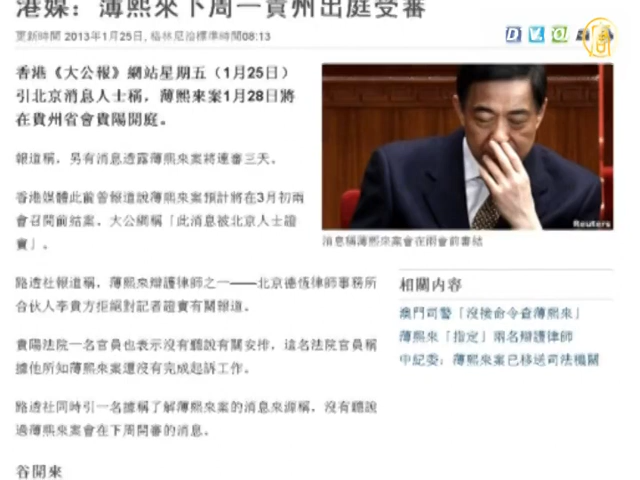 港媒：薄熙來下周一貴州出庭受審
更新時間 2013年1月25日, 格林尼治標準時間08:13
香港《大公報》網站星期五（1月25日）
引北京消息人士稱，薄熙來案1月28日將
在貴州省會貴陽開庭。
報道稱，另有消息透露薄熙來案將連審三天。
香港媒體此前曾報道說薄熙來案預計將在3月初兩
會召開前結案。大公網稱「此消息被北京人士證
實」。
路透社報道稱，薄熙來辯護律師之一——北京德恆律師事務所
合伙人李貴方拒絕對記者證實有關報道。
貴陽法院一名官員也表示沒有聽說有關安排，這名法院官員稱
據他所知薄熙來案還沒有完成起訴工作。
路透社同時引一名據稱了解薄熙來案的消息來源稱，沒有聽說
過薄熙來案會在下周開審的消息。
谷開來
Reuters
消息稱薄熙來案會在兩會前審結
相關內容
澳門司警「沒接命令查薄熙來」
薄熙來「指定」兩名辯護律師
中紀委：薄熙來案已移送司法機關